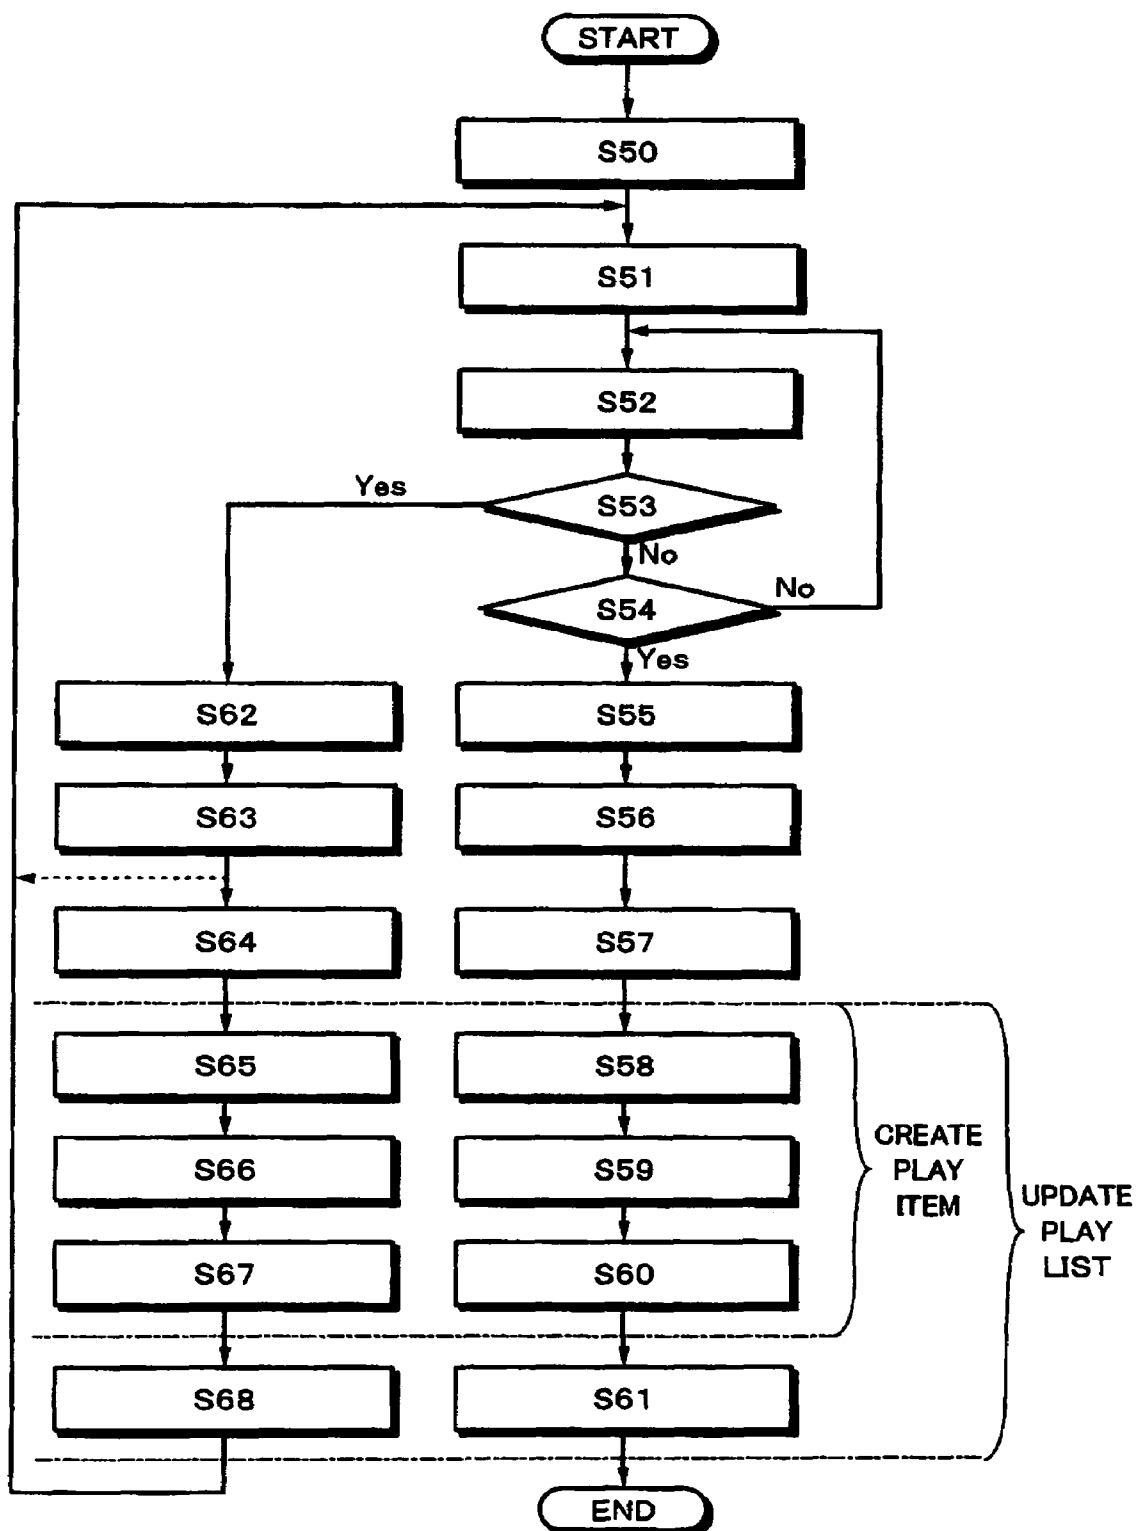 START
S50
S51
S52
Yes
S53
No
S54
No
Yes
S62
S55
S63
S56
S64
S57
S65
S58
S66
S59
S67
S60
CREATE
PLAY
ITEM
UPDATE
PLAY
LIST
S68
S61
END